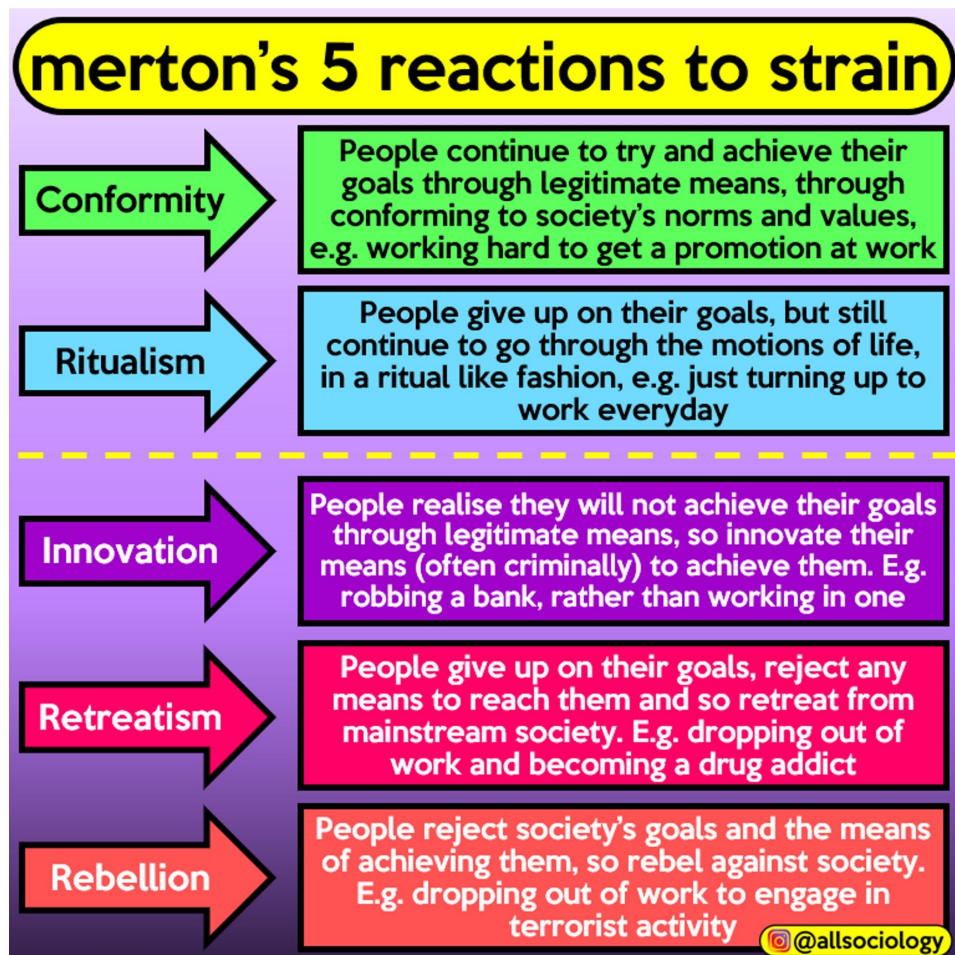 merton's 5 reactions to strain
Conformity
People continue to try and achieve their
goals through legitimate means, through
conforming to society's norms and values,
e.g. working hard to get a promotion at work
Ritualism
People give up on their goals, but still
continue to go through the motions of life,
in a ritual like fashion, e.g. just turning up to
work everyday
Innovation
People realise they will not achieve their goals
through legitimate means, so innovate their
means (often criminally) to achieve them. E.g.
robbing a bank, rather than working in one
Retreatism
People give up on their goals, reject any
means to reach them and so retreat from
mainstream society. E.g. dropping out of
work and becoming a drug addict
Rebellion
People reject society's goals and the means
of achieving them, so rebel against society.
E.g. dropping out of work to engage in
terrorist activity
@allsociology